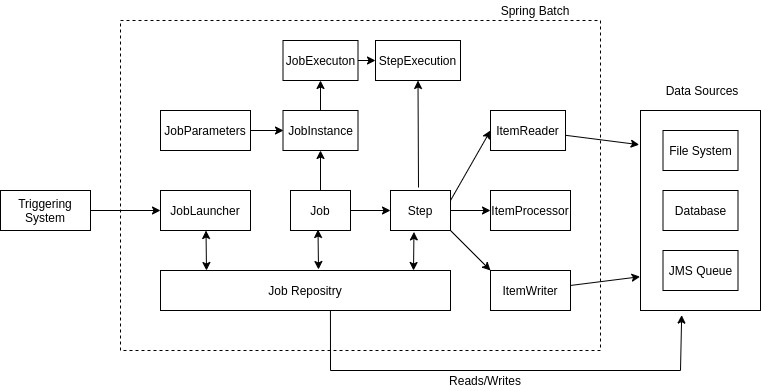 Spring Batch
JobExecuton
StepExecution
Data Sources
JobParameters
JobInstance
ItemReader
File System
Triggering
System
JobLauncher
Job
Step
ItemProcessor
Database
Job Repositry
ItemWriter
JMS Queue
Reads/Writes